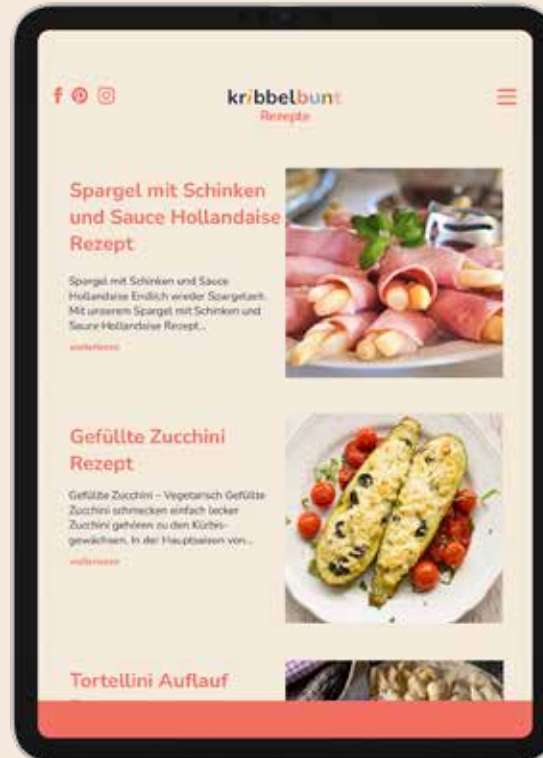 kribbelbunt
Rezepte
Spargel mit Schinken
und Sauce Hollandaise
Rezept
Spargel mit Schinken und Sauce
Hollandaise Endlich wieder Spargelzeit.
Mit unserem Spargel mit Schinken und
Sauce Hollandaise Rezept...
weiterlesen
Gefüllte Zucchini
Rezept
Gefüllte Zucchini – Vegetarisch Gefüllte
Zucchini schmecken einfach lecker
Zucchini gehören zu den Kürbis-
gewächsen. In der Hauptsaison von...
weiterlesen
Tortellini Auflauf